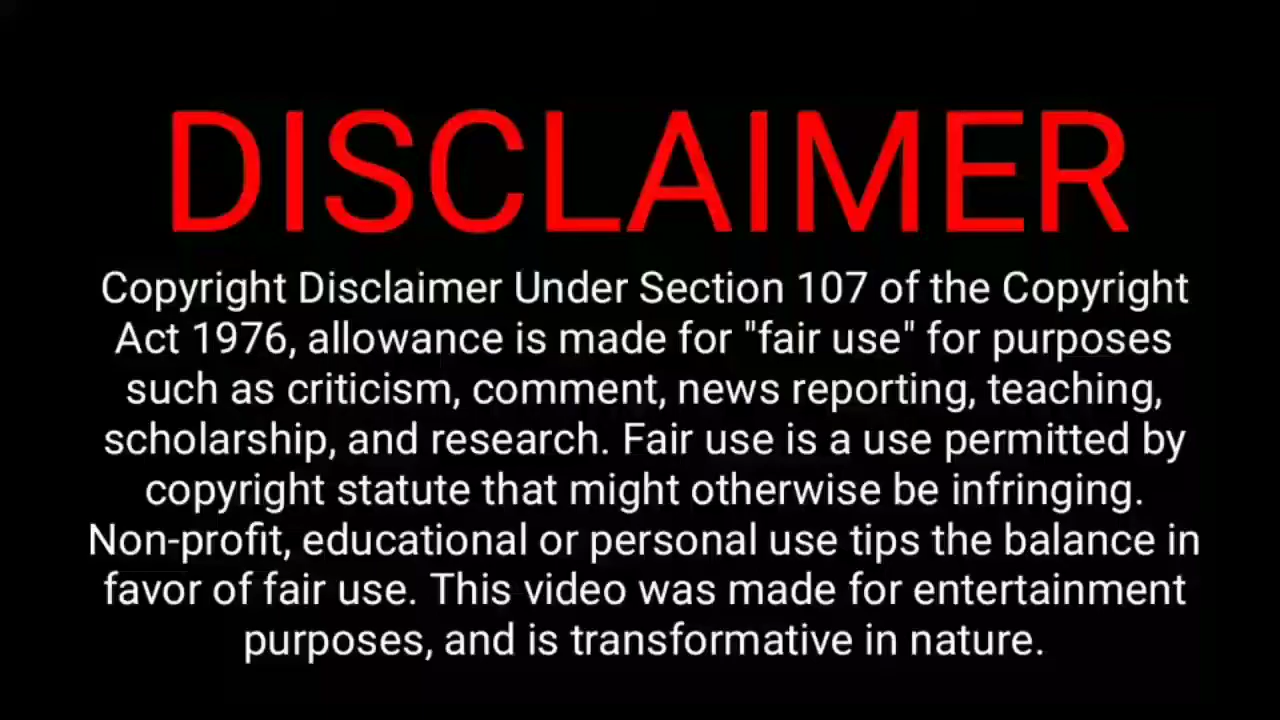 DISCLAIMER
Copyright Disclaimer Under Section 107 of the Copyright
Act 1976, allowance is made for "fair use" for purposes
such as criticism, comment, news reporting, teaching,
scholarship, and research. Fair use is a use permitted by
copyright statute that might otherwise be infringing.
Non-profit, educational or personal use tips the balance in
favor of fair use. This video was made for entertainment
purposes, and is transformative in nature.